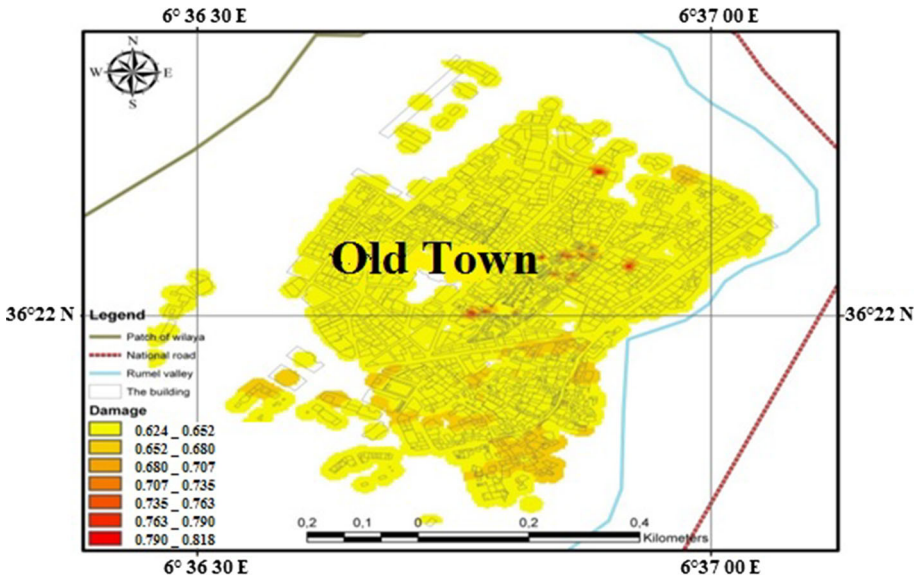 6° 36 30 E 6°37 00 E
N
W E
S
Old Town
36°22 N 36°22 N
Legend
Patch of wilaya
National road
Rumel valley
The building
Damage
0.624 _ 0.652
0.652 _ 0.680
0.680 _ 0.707
0.707 _ 0.735
0.735 _ 0.763
0.763 _ 0.790
0.790 _ 0.818
0,2 0,1 0 0,2 0,4
Kilometers
6° 36 30 E 6°37 00 E